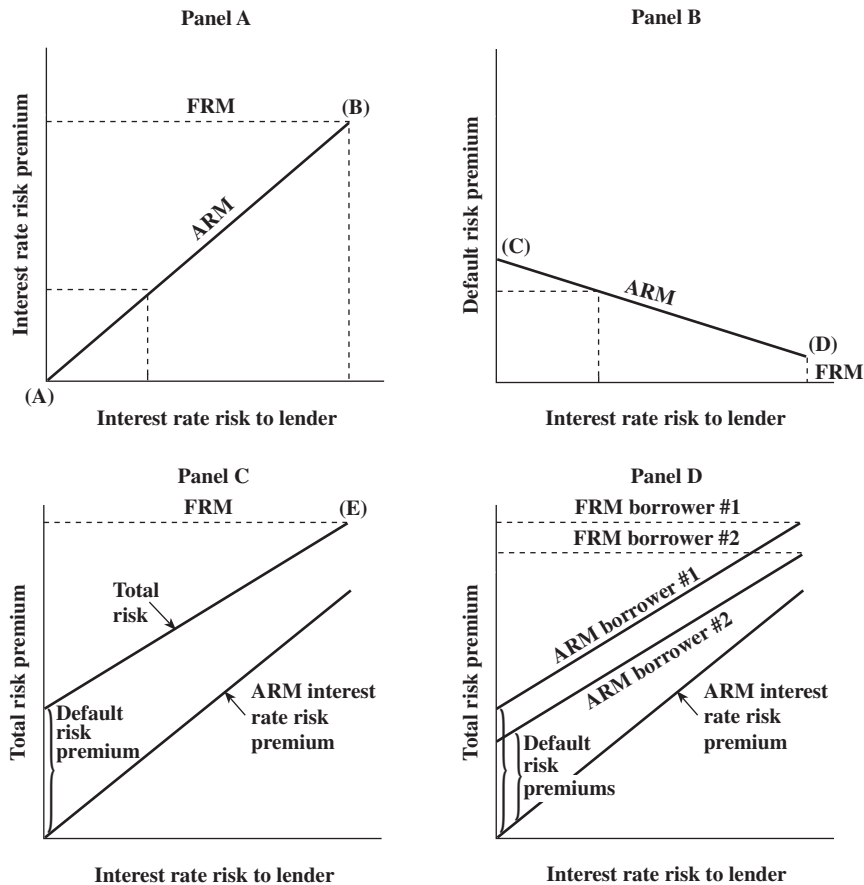 Panel A
Interest rate risk premium
FRM
(B)
ARM
(A)
Interest rate risk to lender
Panel B
Default risk premium
(C)
ARM
(D)
FRM
Interest rate risk to lender
Panel C
Total risk premium
FRM
(E)
Total
risk
Default
risk
premium
ARM interest
rate risk
premium
Interest rate risk to lender
Panel D
Total risk premium
FRM borrower #1
FRM borrower #2
ARM borrower #1
ARM borrower #2
ARM interest
rate risk
premium
Default
risk
premiums
Interest rate risk to lender